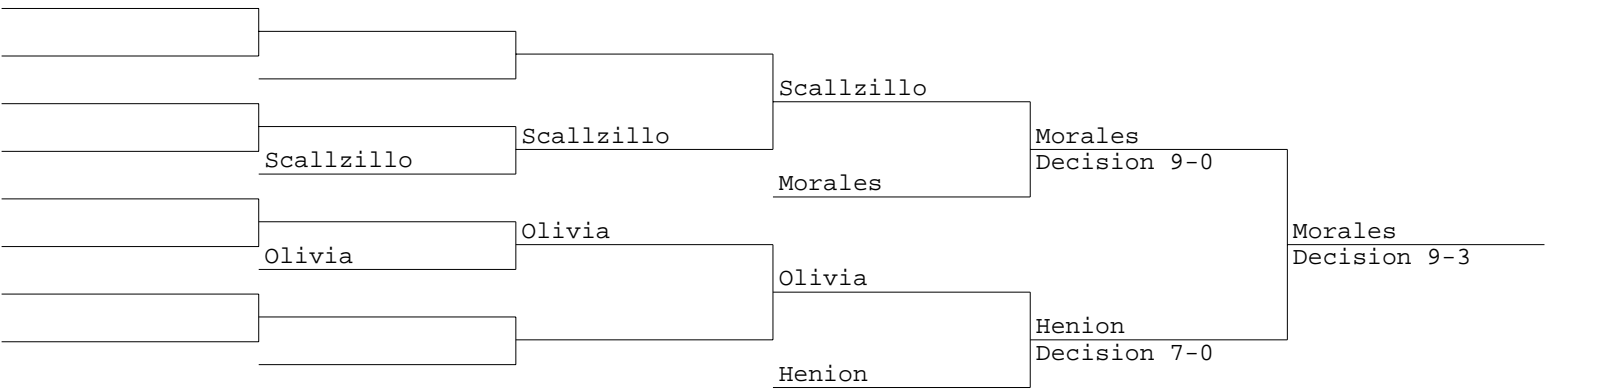 Scallzillo
Scallzillo
Morales
Decision 9-0
Scallzillo
Morales
Olivia
Olivia
Morales
Decision 9-3
Olivia
Henion
Decision 7-0
Henion